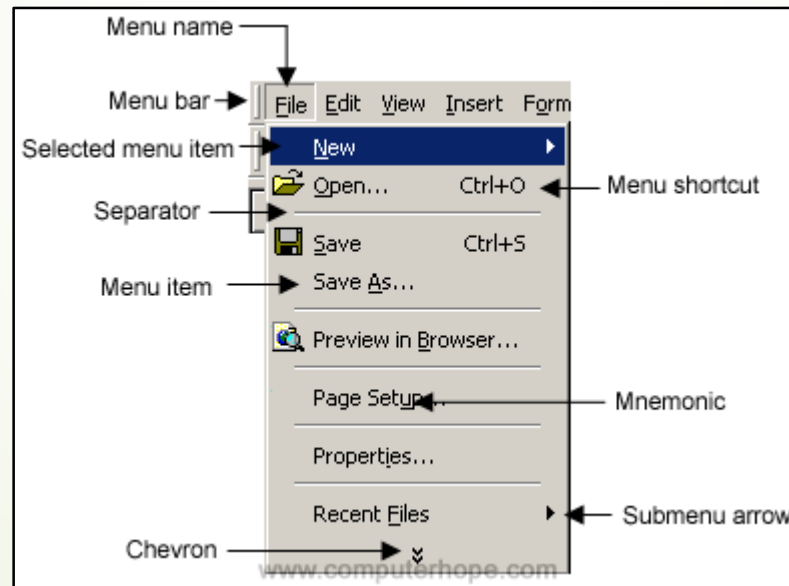 Menu name
Menu bar File Edit View Insert Form
Selected menu item New
Open... Ctrl+O Menu shortcut
Separator
Save Ctrl+S
Menu item Save As...
Preview in Browser...
Page Setup... Mnemonic
Properties...
Recent Files Submenu arrow
Chevron
www.computerhope.com